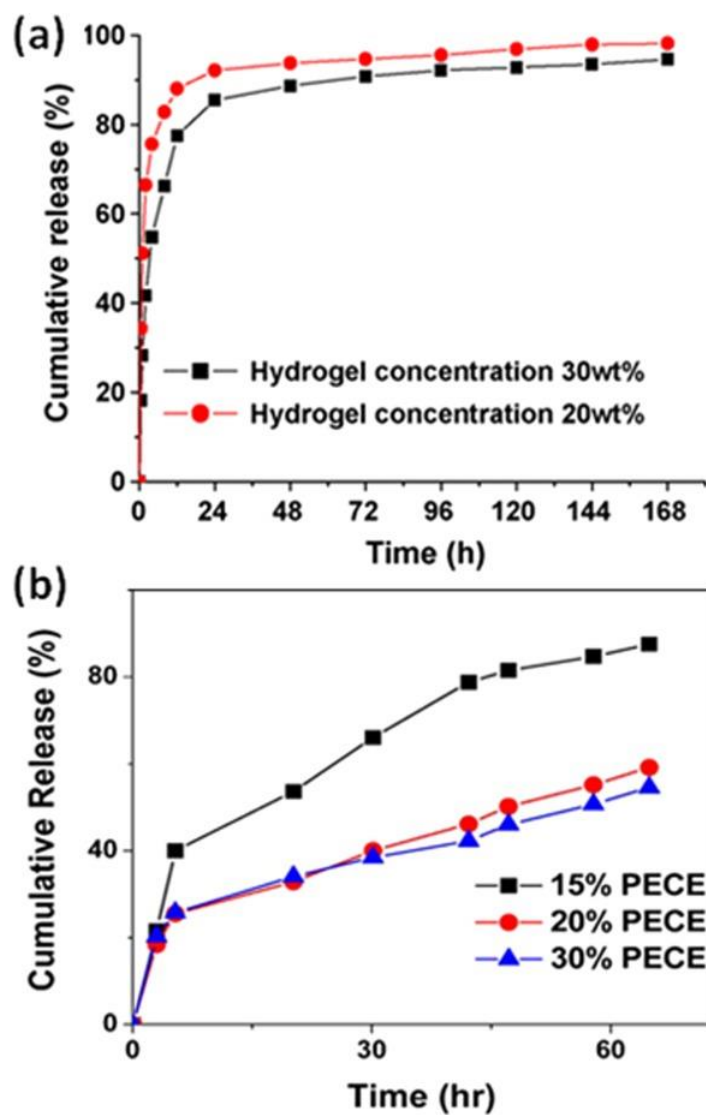 (a)
100
80
60
40
20
0
Cumulative release (%)
Hydrogel concentration 30wt%
Hydrogel concentration 20wt%
0 24 48 72 96 120 144 168
Time (h)
(b)
80
40
0
Cumulative Release (%)
15% PECE
20% PECE
30% PECE
0 30 60
Time (hr)